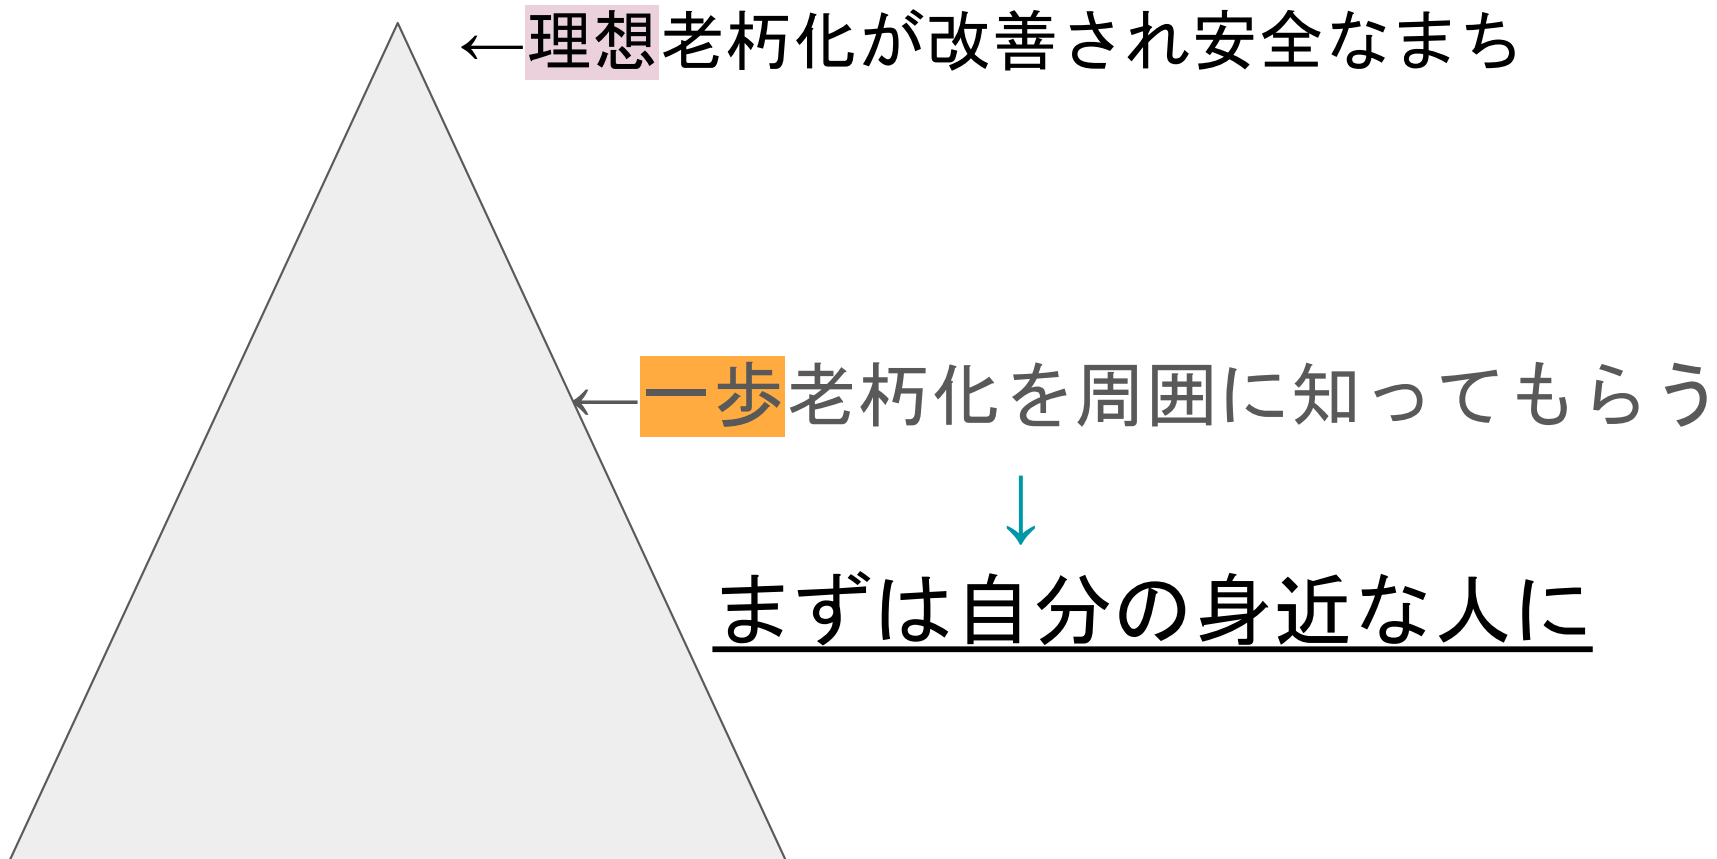 ←理想老朽化が改善され安全なまち
←一歩老朽化を周囲に知ってもらう
↓
まずは自分の身近な人に